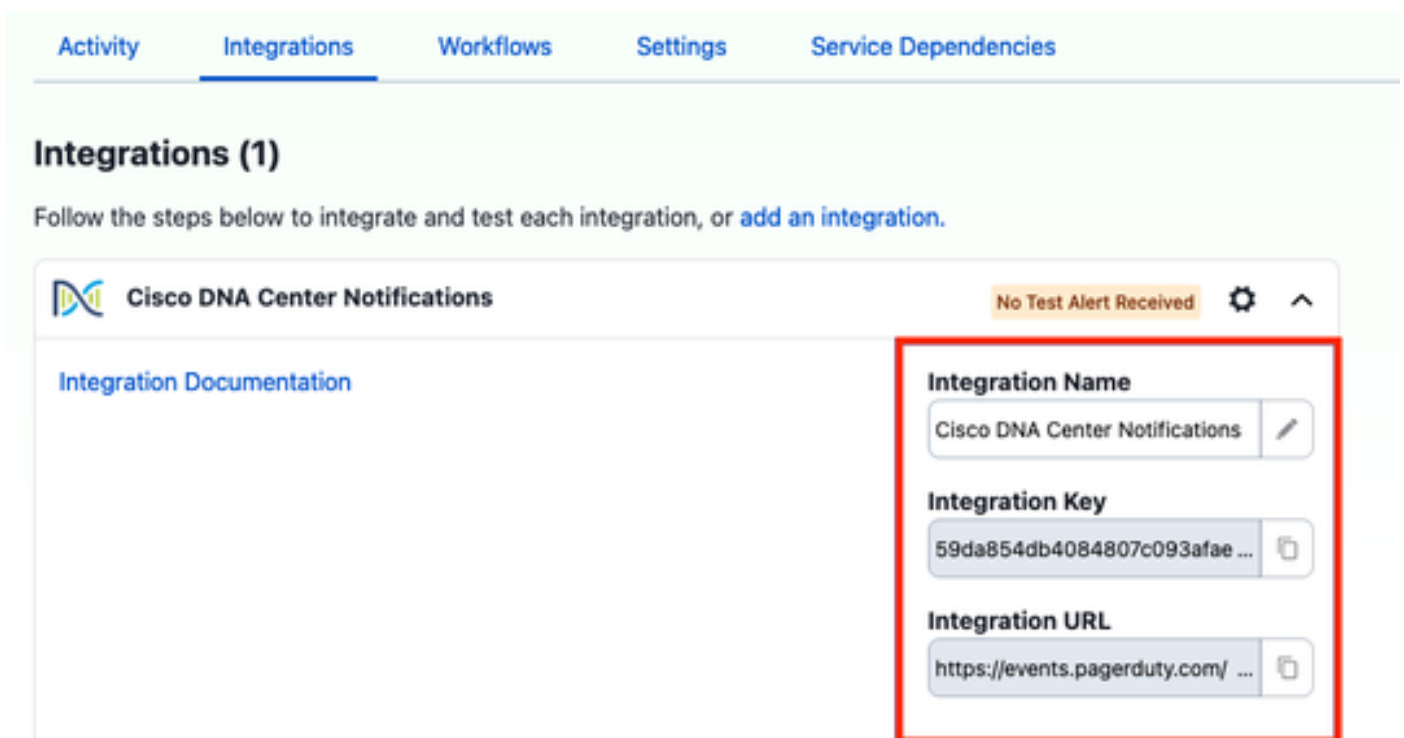 Activity Integrations Workflows Settings Service Dependencies
Integrations (1)
Follow the steps below to integrate and test each integration, or add an integration.
Cisco DNA Center Notifications No Test Alert Received
Integration Documentation
Integration Name
Cisco DNA Center Notifications
Integration Key
59da854db4084807c093afae ...
Integration URL
https://events.pagerduty.com/ ...